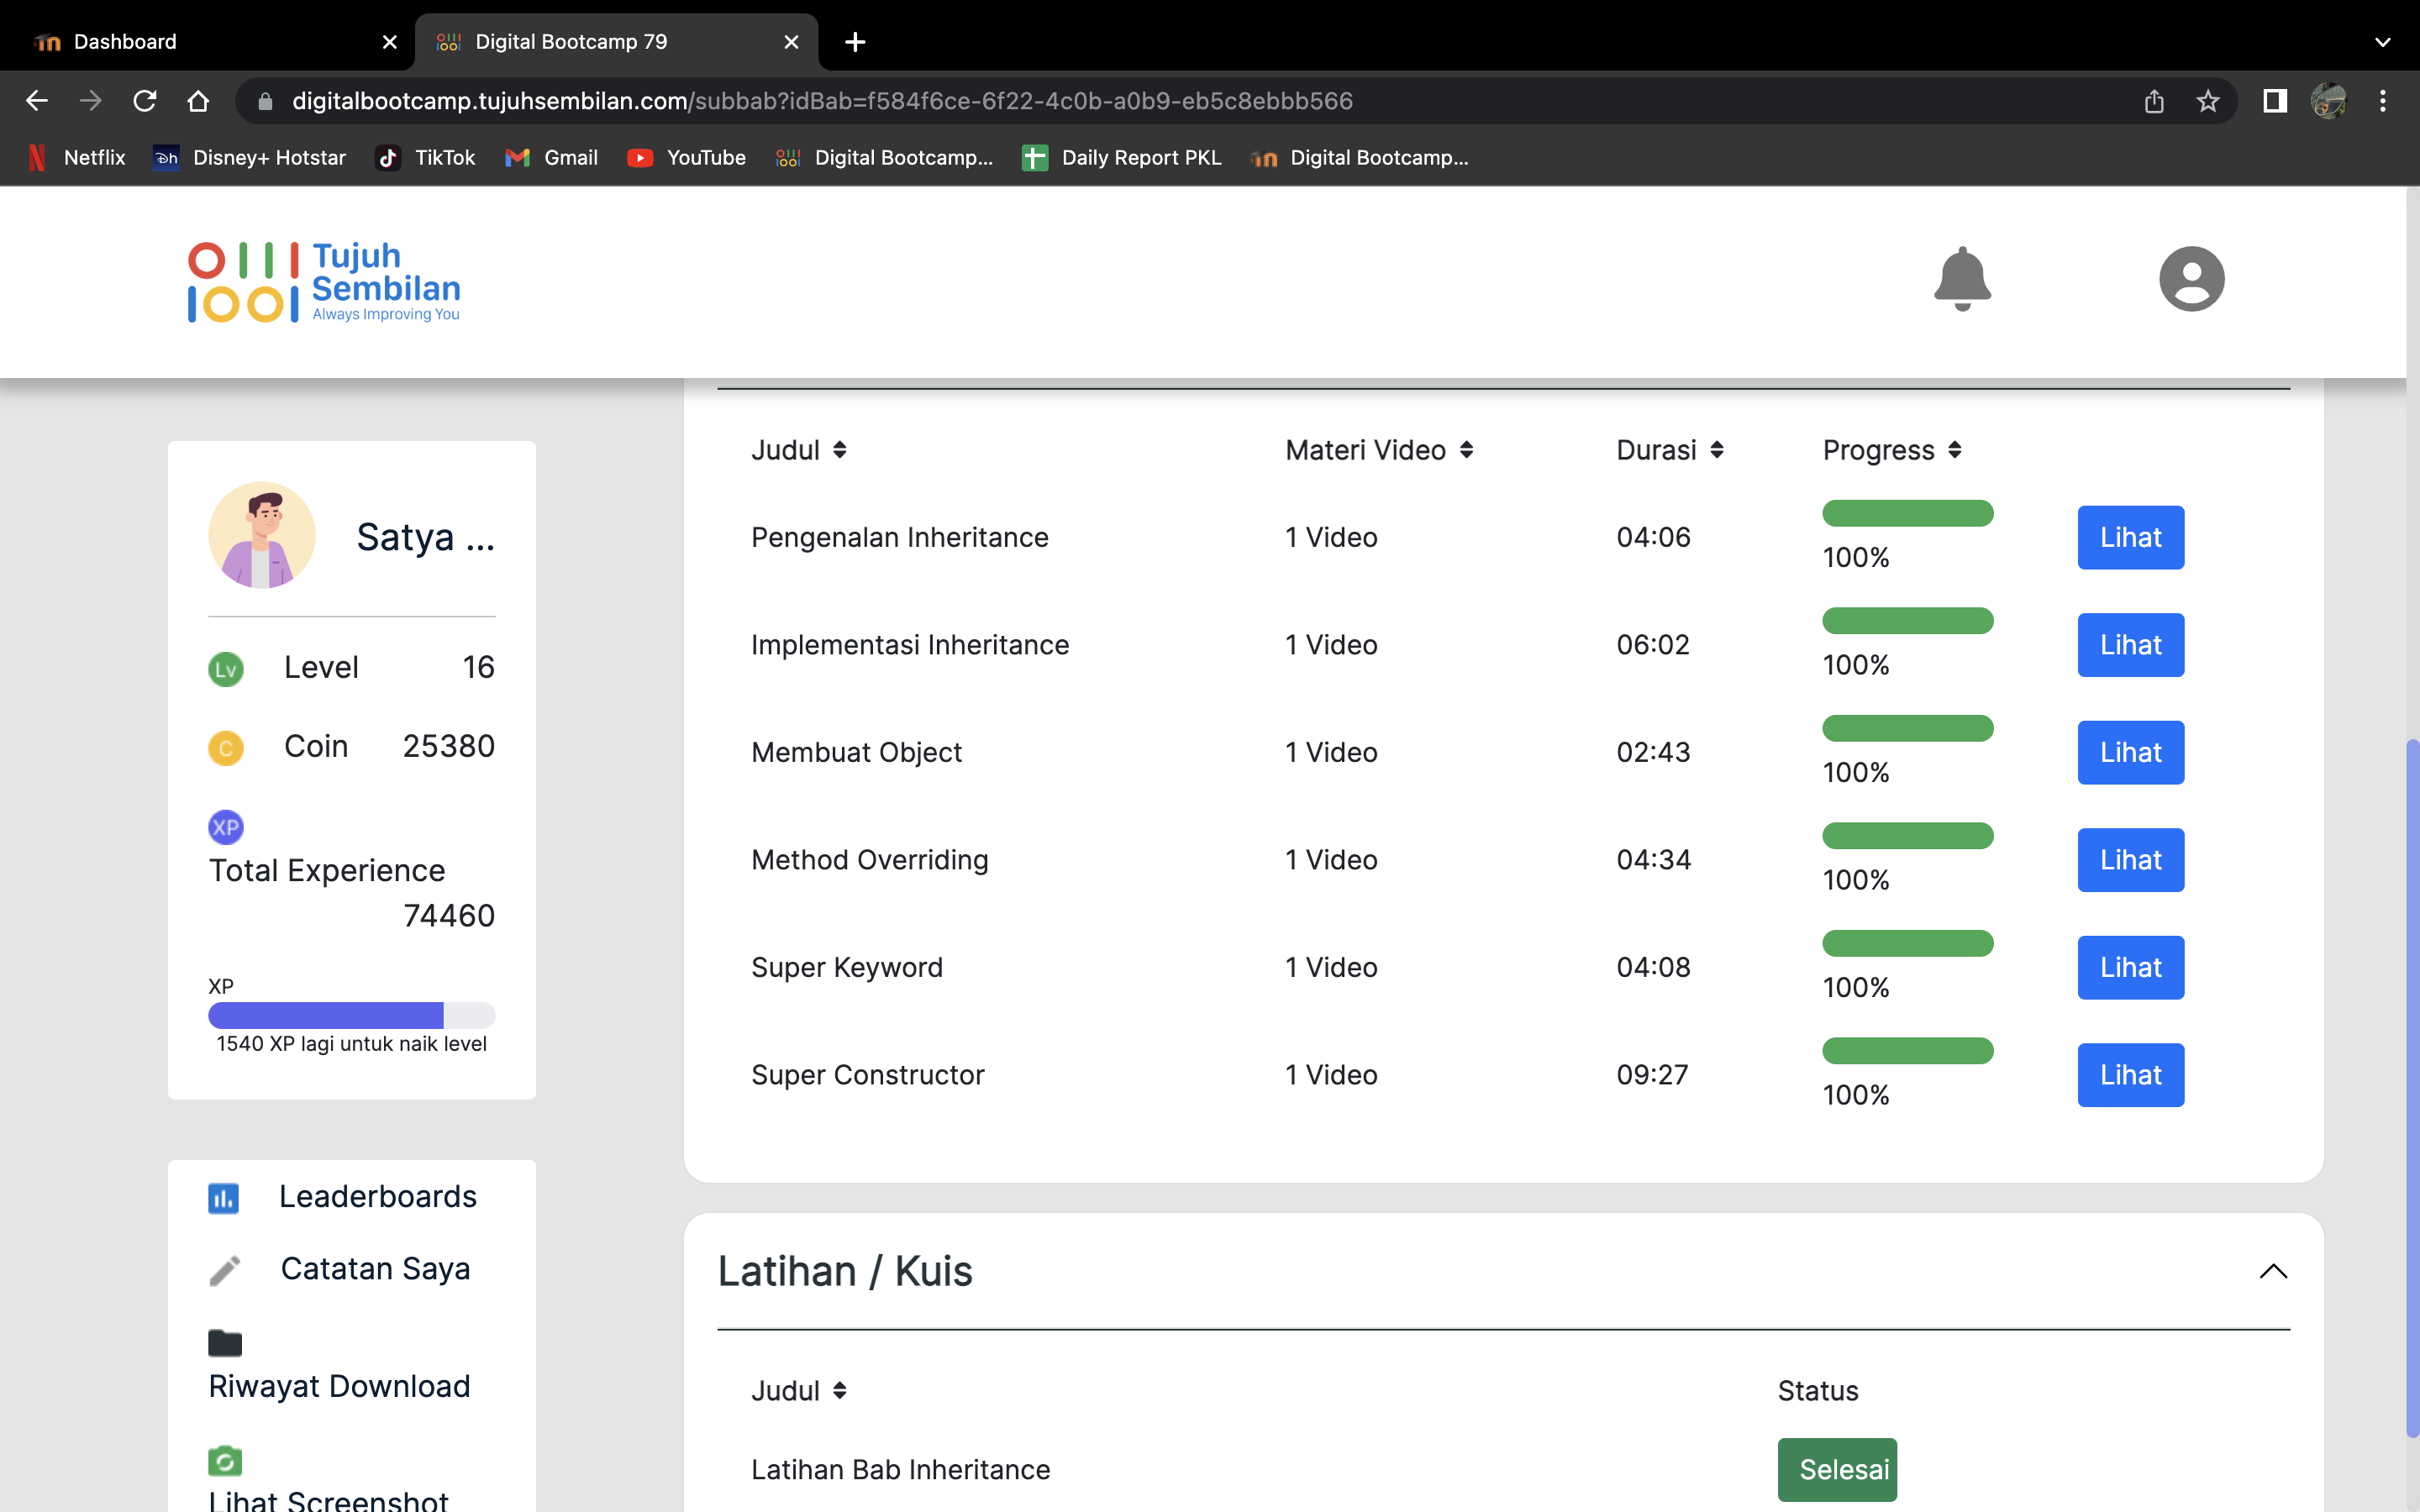 Dashboard
Digital Bootcamp 79
digitalbootcamp.tujuhsembilan.com/subbab?idBab=f584f6ce-6f22-4c0b-a0b9-eb5c8ebbb566
Netflix
Disney+ Hotstar
TikTok
Gmail
YouTube
Digital Bootcamp...
Daily Report PKL
Digital Bootcamp...
Tujuh
Sembilan
Always Improving You
Satya ...
Lv Level 16
C Coin 25380
XP
Total Experience
74460
XP
1540 XP lagi untuk naik level
Leaderboards
Catatan Saya
Riwayat Download
Lihat Screenshot
Judul Materi Video Durasi Progress
Pengenalan Inheritance 1 Video 04:06 100% Lihat
Implementasi Inheritance 1 Video 06:02 100% Lihat
Membuat Object 1 Video 02:43 100% Lihat
Method Overriding 1 Video 04:34 100% Lihat
Super Keyword 1 Video 04:08 100% Lihat
Super Constructor 1 Video 09:27 100% Lihat
Latihan / Kuis
Judul Status
Latihan Bab Inheritance Selesai